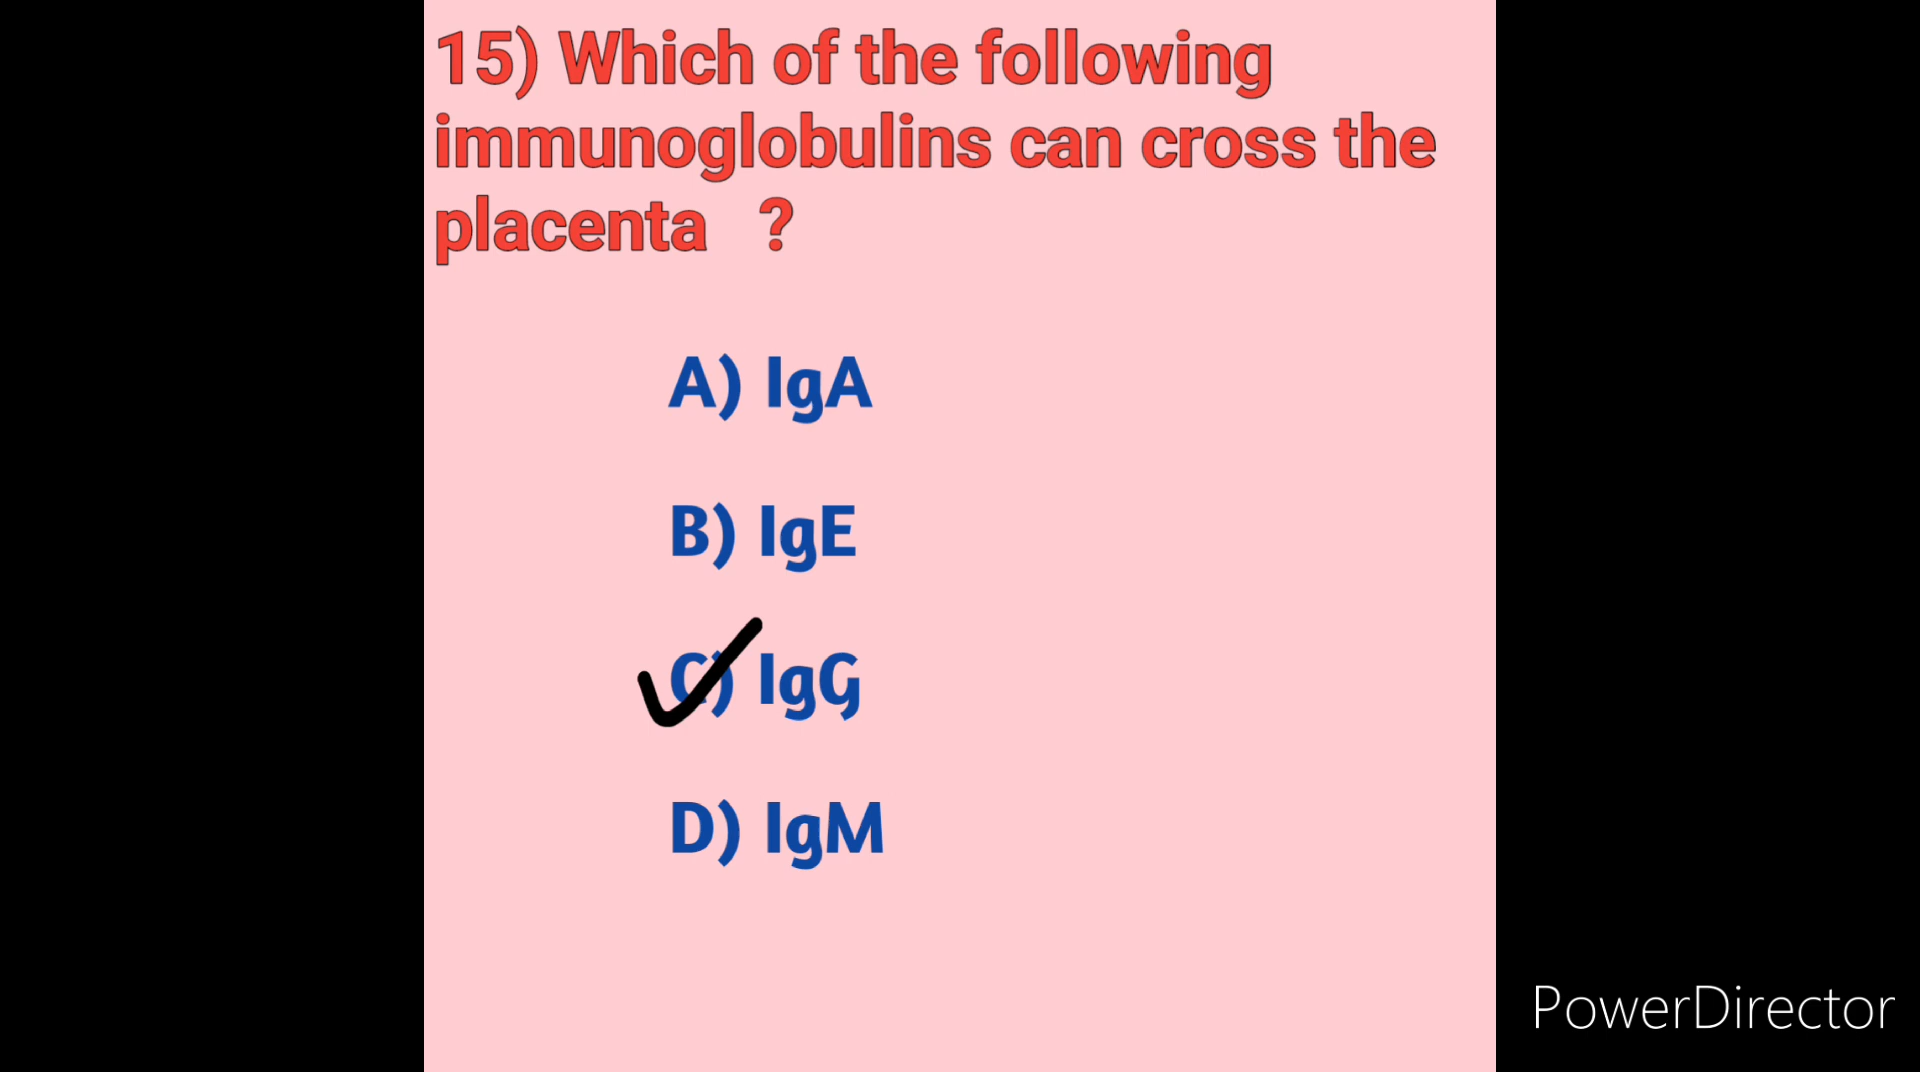 15) Which of the following
immunoglobulins can cross the
placenta ?
A) IgA
B) IgE
C) IgG
D) IgM
PowerDirector